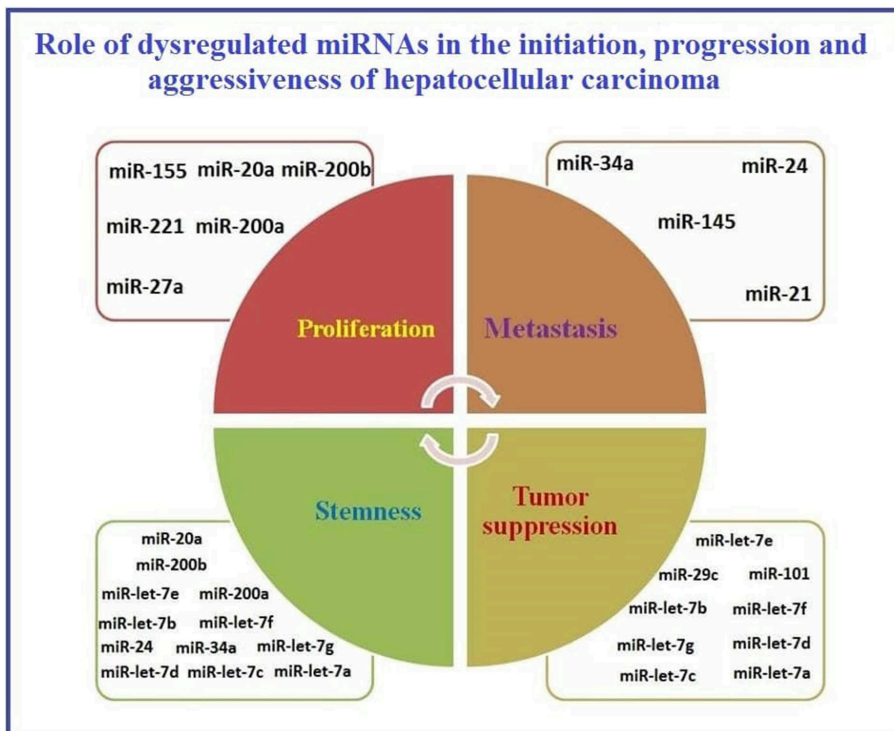 Role of dysregulated miRNAs in the initiation, progression and
aggressiveness of hepatocellular carcinoma
miR-155 miR-20a miR-200b
miR-221 miR-200a
miR-27a
miR-34a miR-24
miR-145
miR-21
Proliferation
Metastasis
Stemness
Tumor
suppression
miR-20a
miR-200b
miR-let-7e miR-200a
miR-let-7b miR-let-7f
miR-24 miR-34a miR-let-7g
miR-let-7d miR-let-7c miR-let-7a
miR-let-7e
miR-29c miR-101
miR-let-7b miR-let-7f
miR-let-7g miR-let-7d
miR-let-7c miR-let-7a